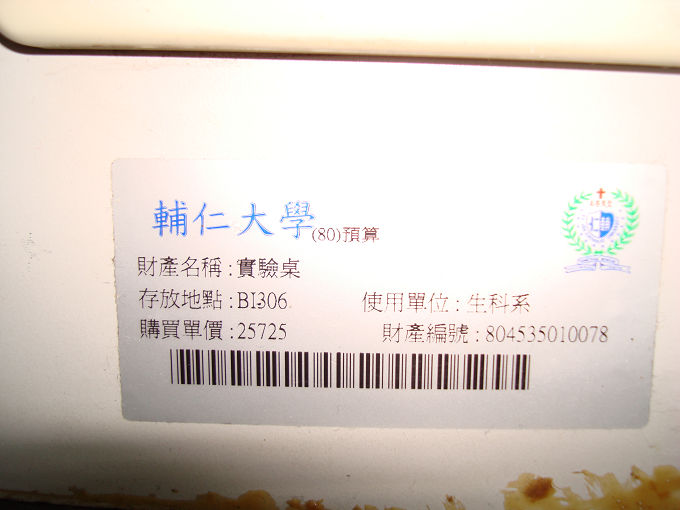 輔仁大學(80)預算
財產名稱：實驗桌
存放地點：BI306 使用單位：生科系
購買單價：25725 財產編號：804535010078